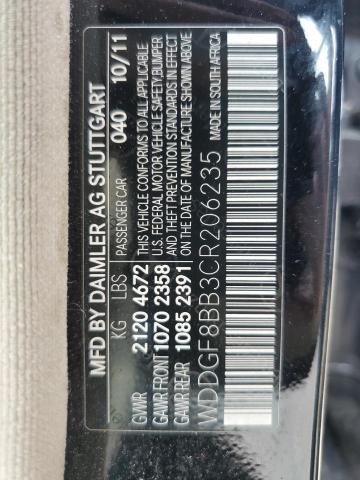 MFD BY DAIMLER AG STUTTGART
KG LBS PASSENGER CAR 040 10/11
GVWR 2120 4672 THIS VEHICLE CONFORMS TO ALL APPLICABLE
GAWR FRONT 1070 2358 U.S. FEDERAL MOTOR VEHICLE SAFETY,BUMPER
AND THEFT PREVENTION STANDARDS IN EFFECT
GAWR REAR 1085 2391 ON THE DATE OF MANUFACTURE SHOWN ABOVE
WDDGF8BB3CR206235 MADE IN SOUTH AFRICA